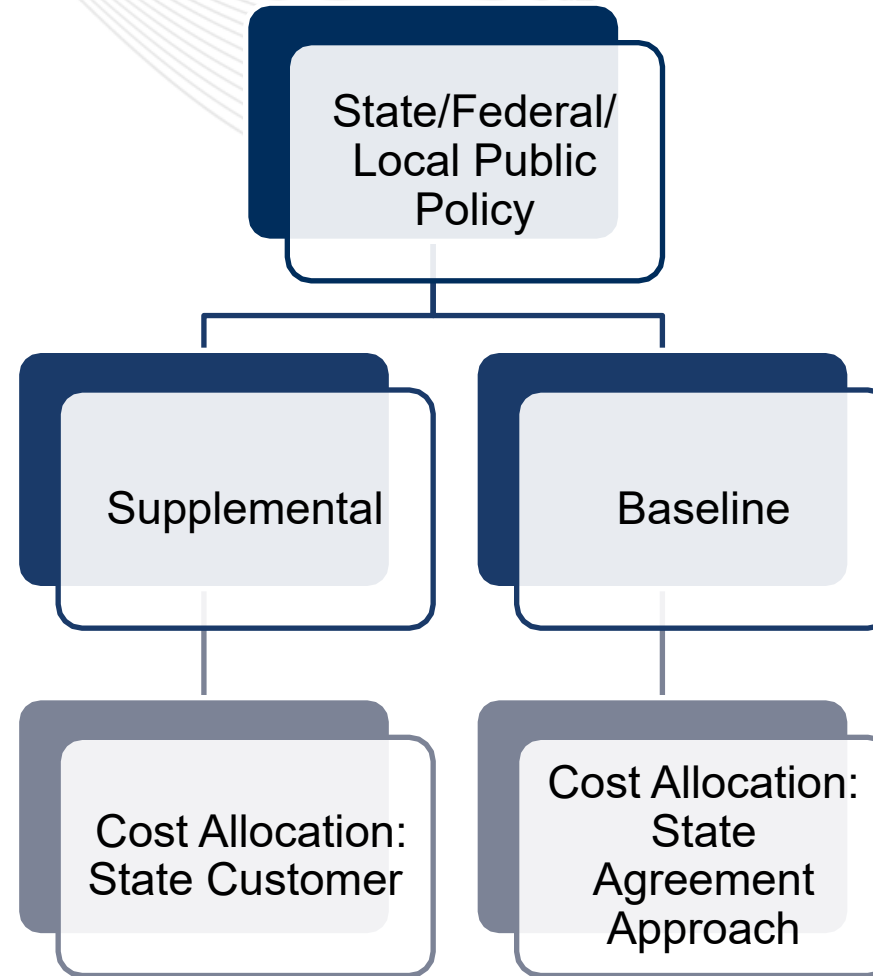 State/Federal/
Local Public
Policy
Supplemental
Baseline
Cost Allocation:
State Customer
Cost Allocation:
State
Agreement
Approach